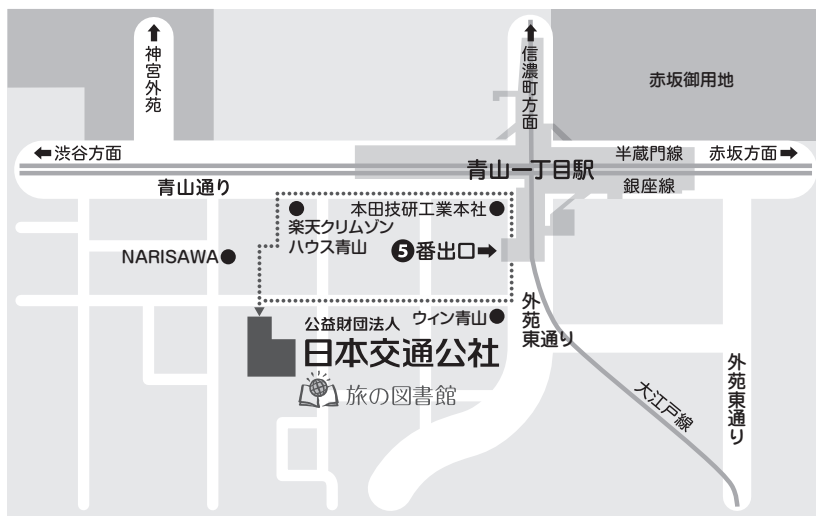 ↑
神宮外苑
↑
信濃町方面
赤坂御用地
←渋谷方面
半蔵門線
赤坂方面→
青山一丁目駅
青山通り
銀座線
本田技研工業本社●
楽天クリムゾン
ハウス青山
NARISAWA●
❺番出口→
外苑東通り
公益財団法人
ウィン青山●
日本交通公社
旅の図書館
大江戸線
外苑東通り